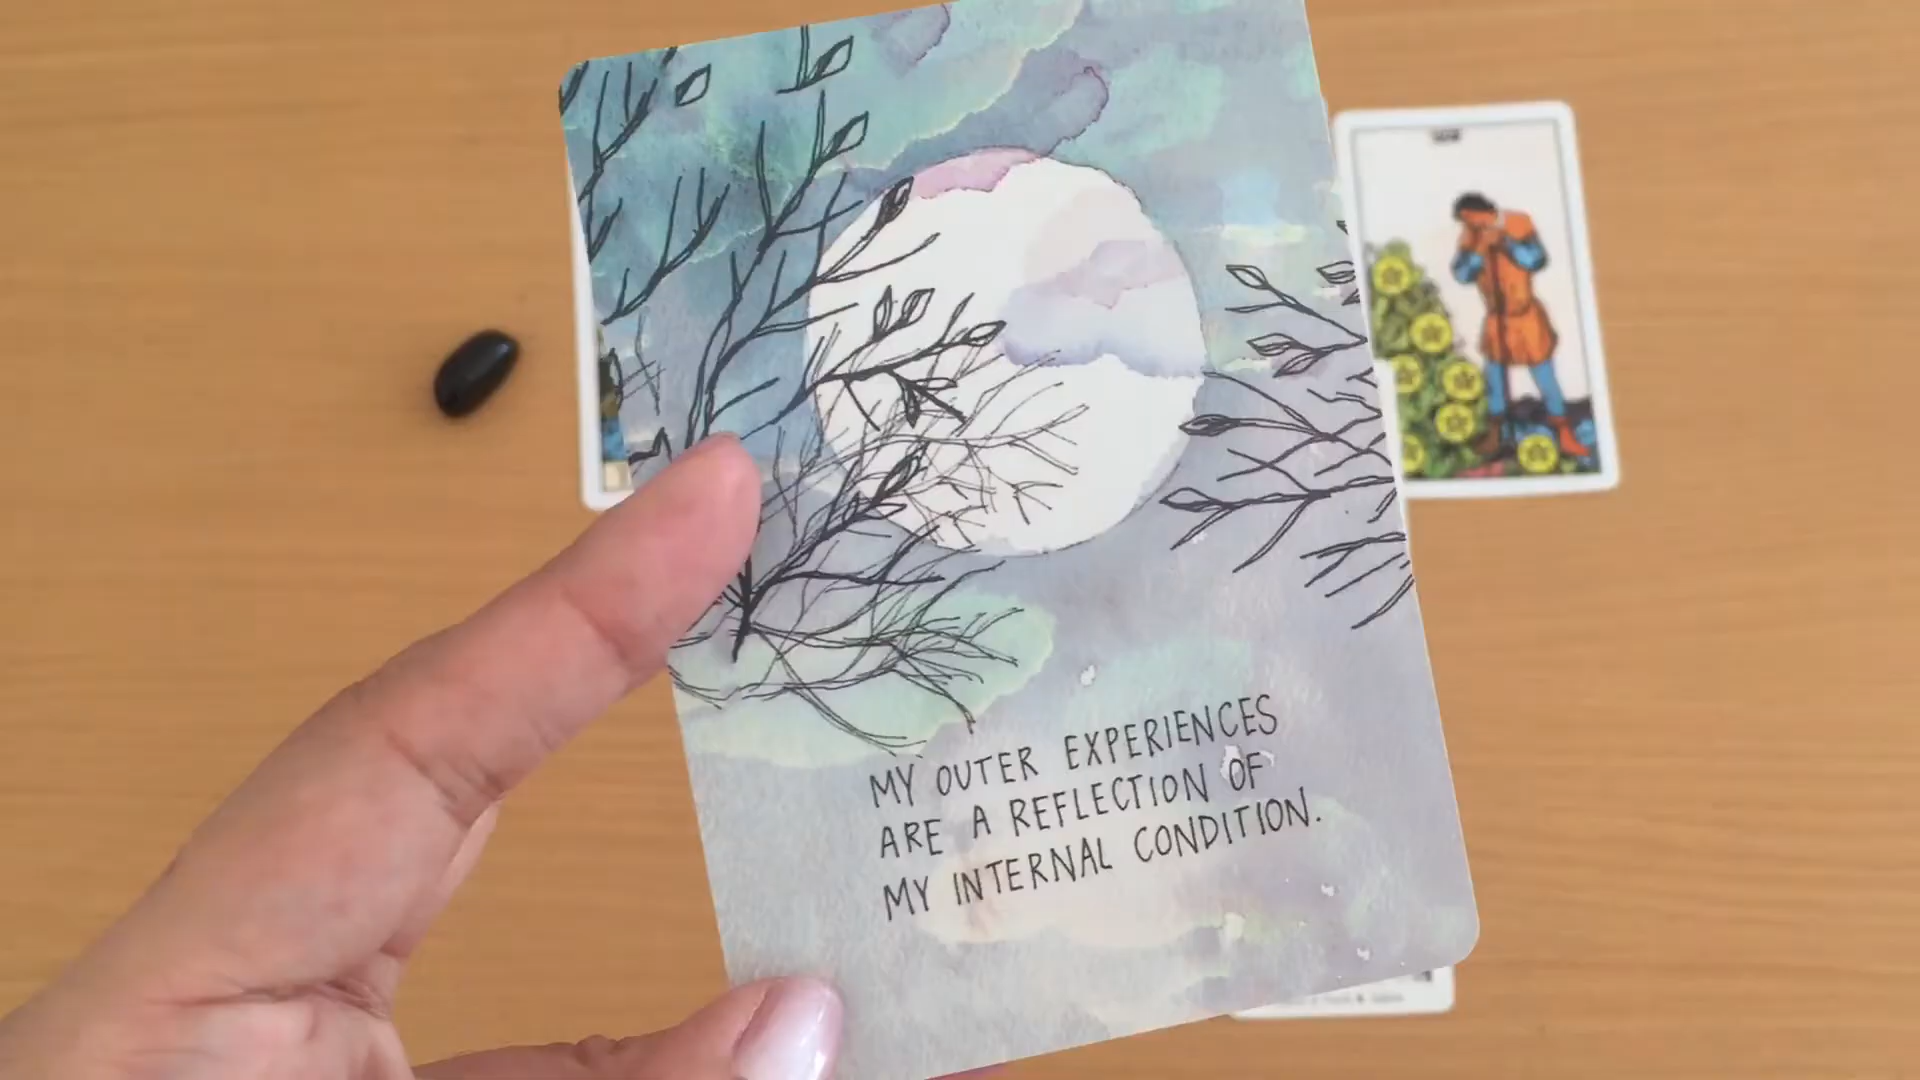 MY OUTER EXPERIENCES
ARE A REFLECTION OF
MY INTERNAL CONDITION.